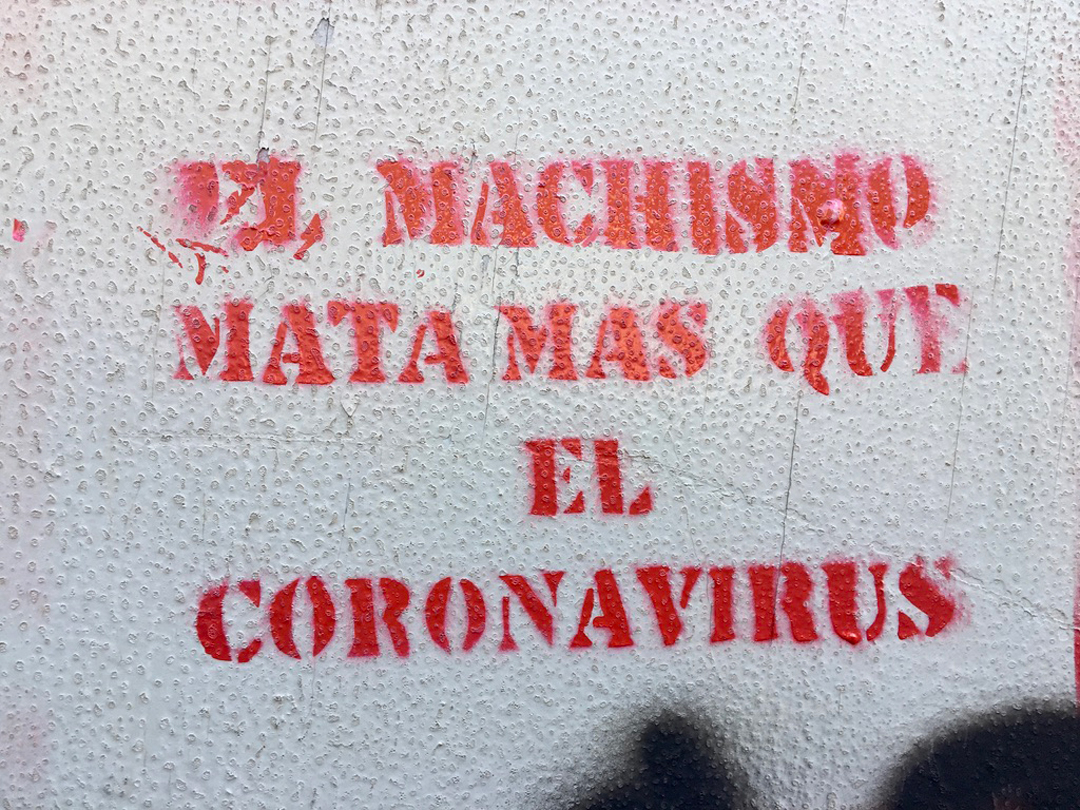 EL MACHISMO
MATA MAS QUE
EL
CORONAVIRUS